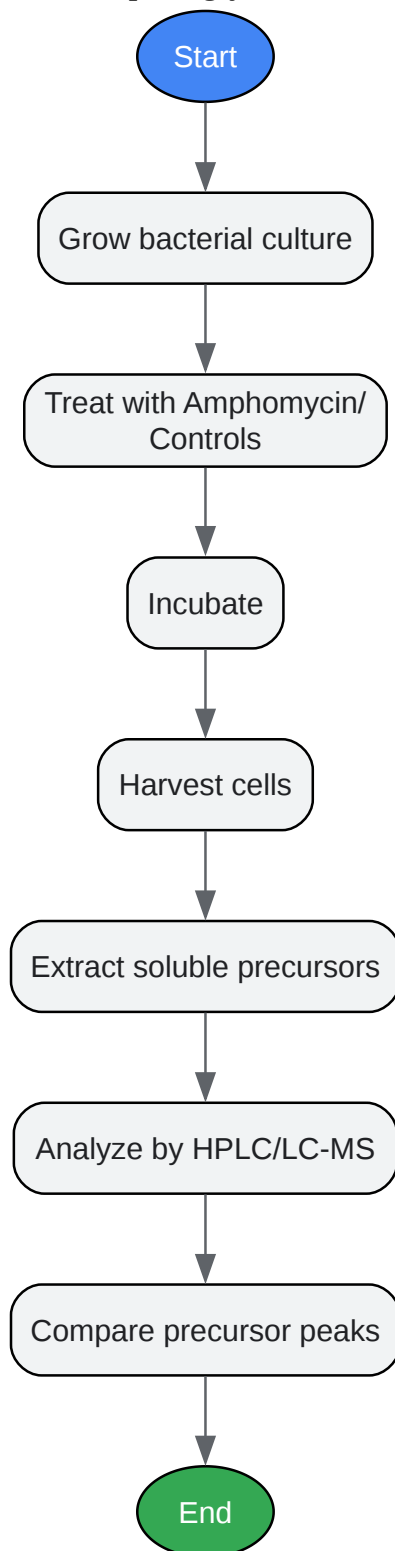 Start
Grow bacterial culture
Treat with Amphomycin/
Controls
Incubate
Harvest cells
Extract soluble precursors
Analyze by HPLC/LC-MS
Compare precursor peaks
End